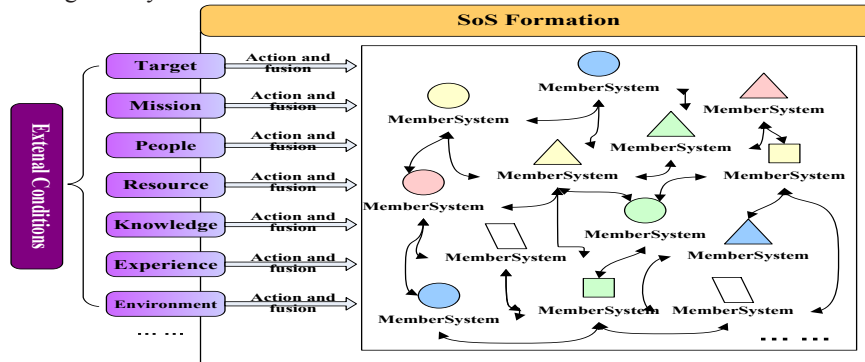 SoS Formation
Extenal Conditions
Target
Action and
fusion
Mission
Action and
fusion
People
Action and
fusion
Resource
Action and
fusion
Knowledge
Action and
fusion
Experience
Action and
fusion
Environment
Action and
fusion
... ...
MemberSystem
MemberSystem
MemberSystem
MemberSystem
MemberSystem
MemberSystem
MemberSystem
MemberSystem
MemberSystem
MemberSystem
MemberSystem
MemberSystem
MemberSystem
... ...